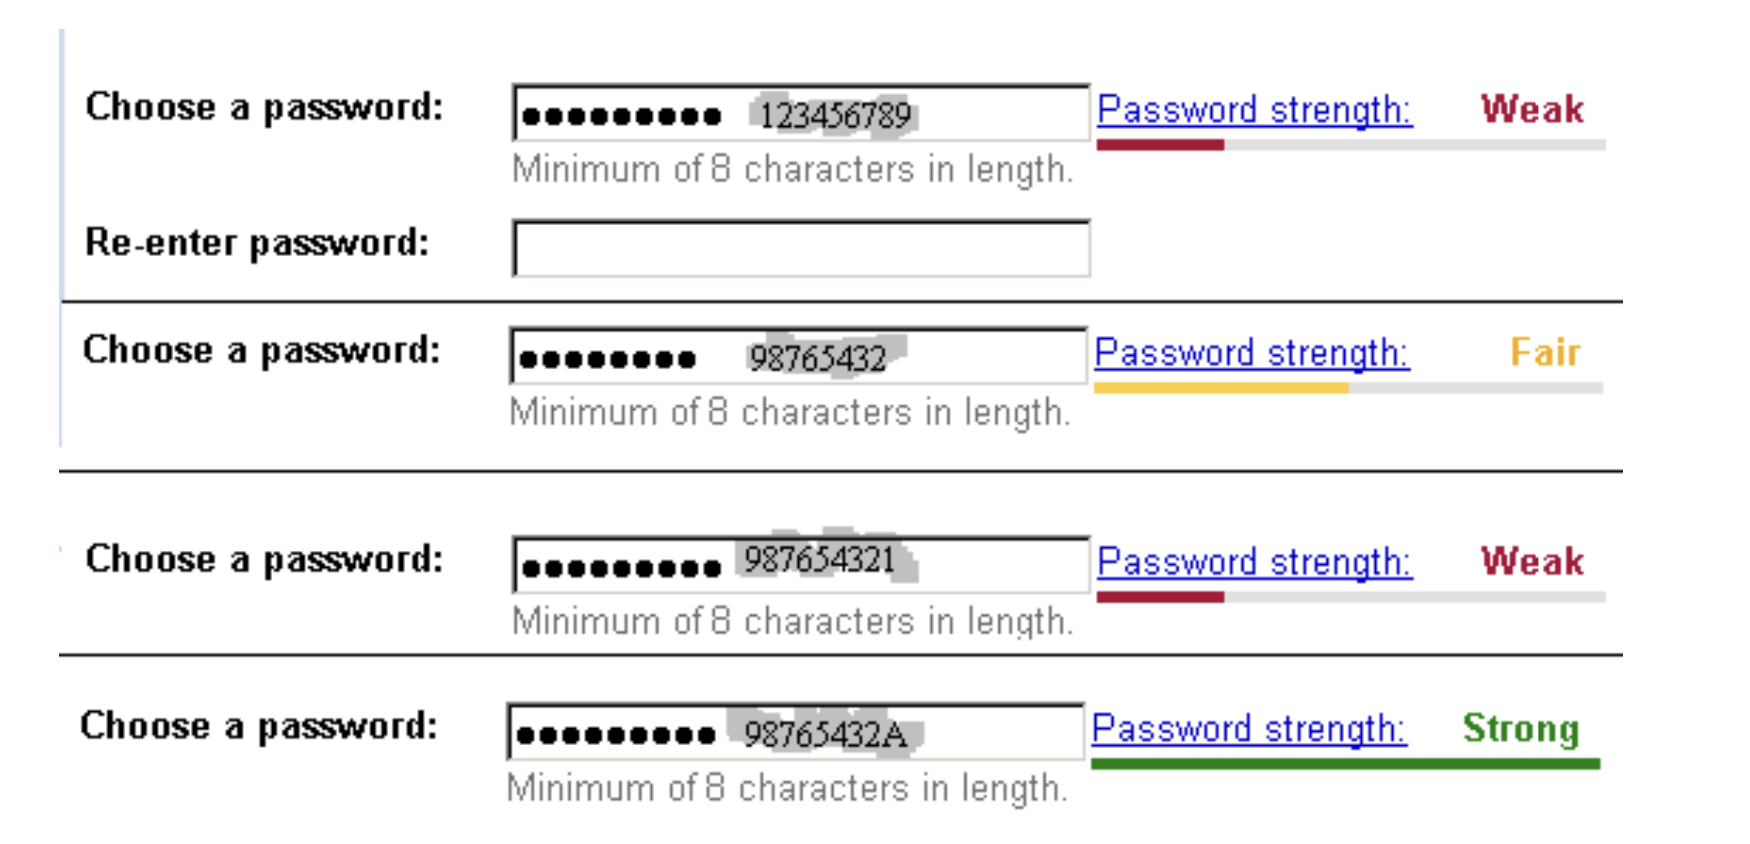 Choose a password: ●●●●●●●●● 123456789 Password strength: Weak
Minimum of 8 characters in length.
Re-enter password:
Choose a password: ●●●●●●●● 98765432 Password strength: Fair
Minimum of 8 characters in length.
Choose a password: ●●●●●●●●● 987654321 Password strength: Weak
Minimum of 8 characters in length.
Choose a password: ●●●●●●●●● 98765432A Password strength: Strong
Minimum of 8 characters in length.